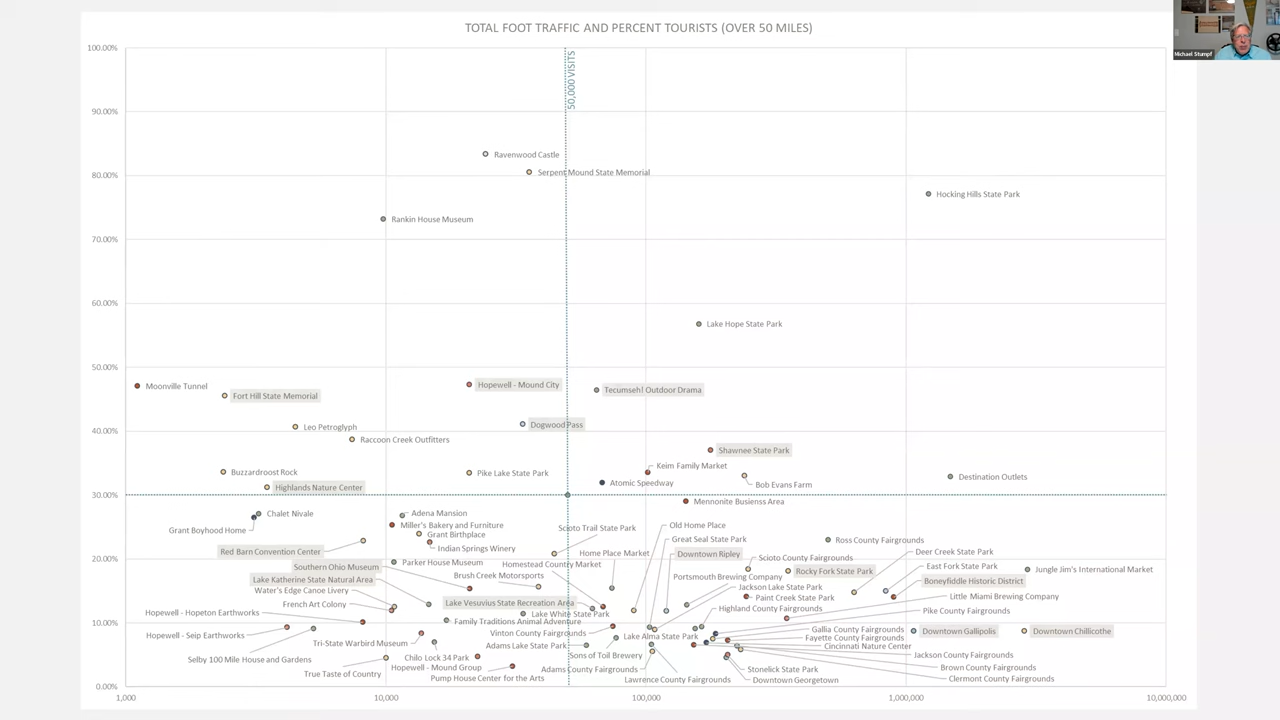 TOTAL FOOT TRAFFIC AND PERCENT TOURISTS (OVER 50 MILES)
Michael Stumpf
100.00%
50,000 VISITS
90.00%
Ravenwood Castle
80.00%
Serpent Mound State Memorial
Hocking Hills State Park
Rankin House Museum
70.00%
60.00%
Lake Hope State Park
50.00%
Moonville Tunnel
Hopewell - Mound City
Tecumseh! Outdoor Drama
Fort Hill State Memorial
Leo Petroglyph
Dogwood Pass
40.00%
Raccoon Creek Outfitters
Shawnee State Park
Buzzardroost Rock
Pike Lake State Park
Keim Family Market
Atomic Speedway
Bob Evans Farm
Destination Outlets
Highlands Nature Center
30.00%
Mennonite Busienss Area
Chalet Nivale
Adena Mansion
Grant Boyhood Home
Miller's Bakery and Furniture
Grant Birthplace
Scioto Trail State Park
Old Home Place
Indian Springs Winery
Great Seal State Park
Ross County Fairgrounds
Red Barn Convention Center
Home Place Market
Downtown Ripley
Scioto County Fairgrounds
Deer Creek State Park
20.00%
Southern Ohio Museum
Parker House Museum
Homestead County Market
Rocky Fork State Park
East Fork State Park
Jungle Jim's International Market
Lake Katherine State Natural Area
Brush Creek Motorsports
Portsmouth Brewing Company
Boneyfiddle Historic District
Water's Edge Canoe Livery
Jackson Lake State Park
Paint Creek State Park
Little Miami Brewing Company
French Art Colony
Lake Vesuvius State Recreation Area
Highland County Fairgrounds
Pike County Fairgrounds
Hopewell - Hopeton Earthworks
Lake White State Park
Family Traditions Animal Adventure
10.00%
Hopewell - Seip Earthworks
Vinton County Fairgrounds
Lake Alma State Park
Gallia County Fairgrounds
Downtown Gallipolis
Downtown Chillicothe
Tri-State Warbird Museum
Adams Lake State Park
Fayette County Fairgrounds
Cincinnati Nature Center
Selby 100 Mile House and Gardens
Chilo Lock 34 Park
Sons of Toil Brewery
Jackson County Fairgrounds
True Taste of Country
Hopewell - Mound Group
Adams County Fairgrounds
Stonelick State Park
Brown County Fairgrounds
Pump House Center for the Arts
Lawrence County Fairgrounds
Downtown Georgetown
Clermont County Fairgrounds
0.00%
1,000
10,000
100,000
1,000,000
10,000,000